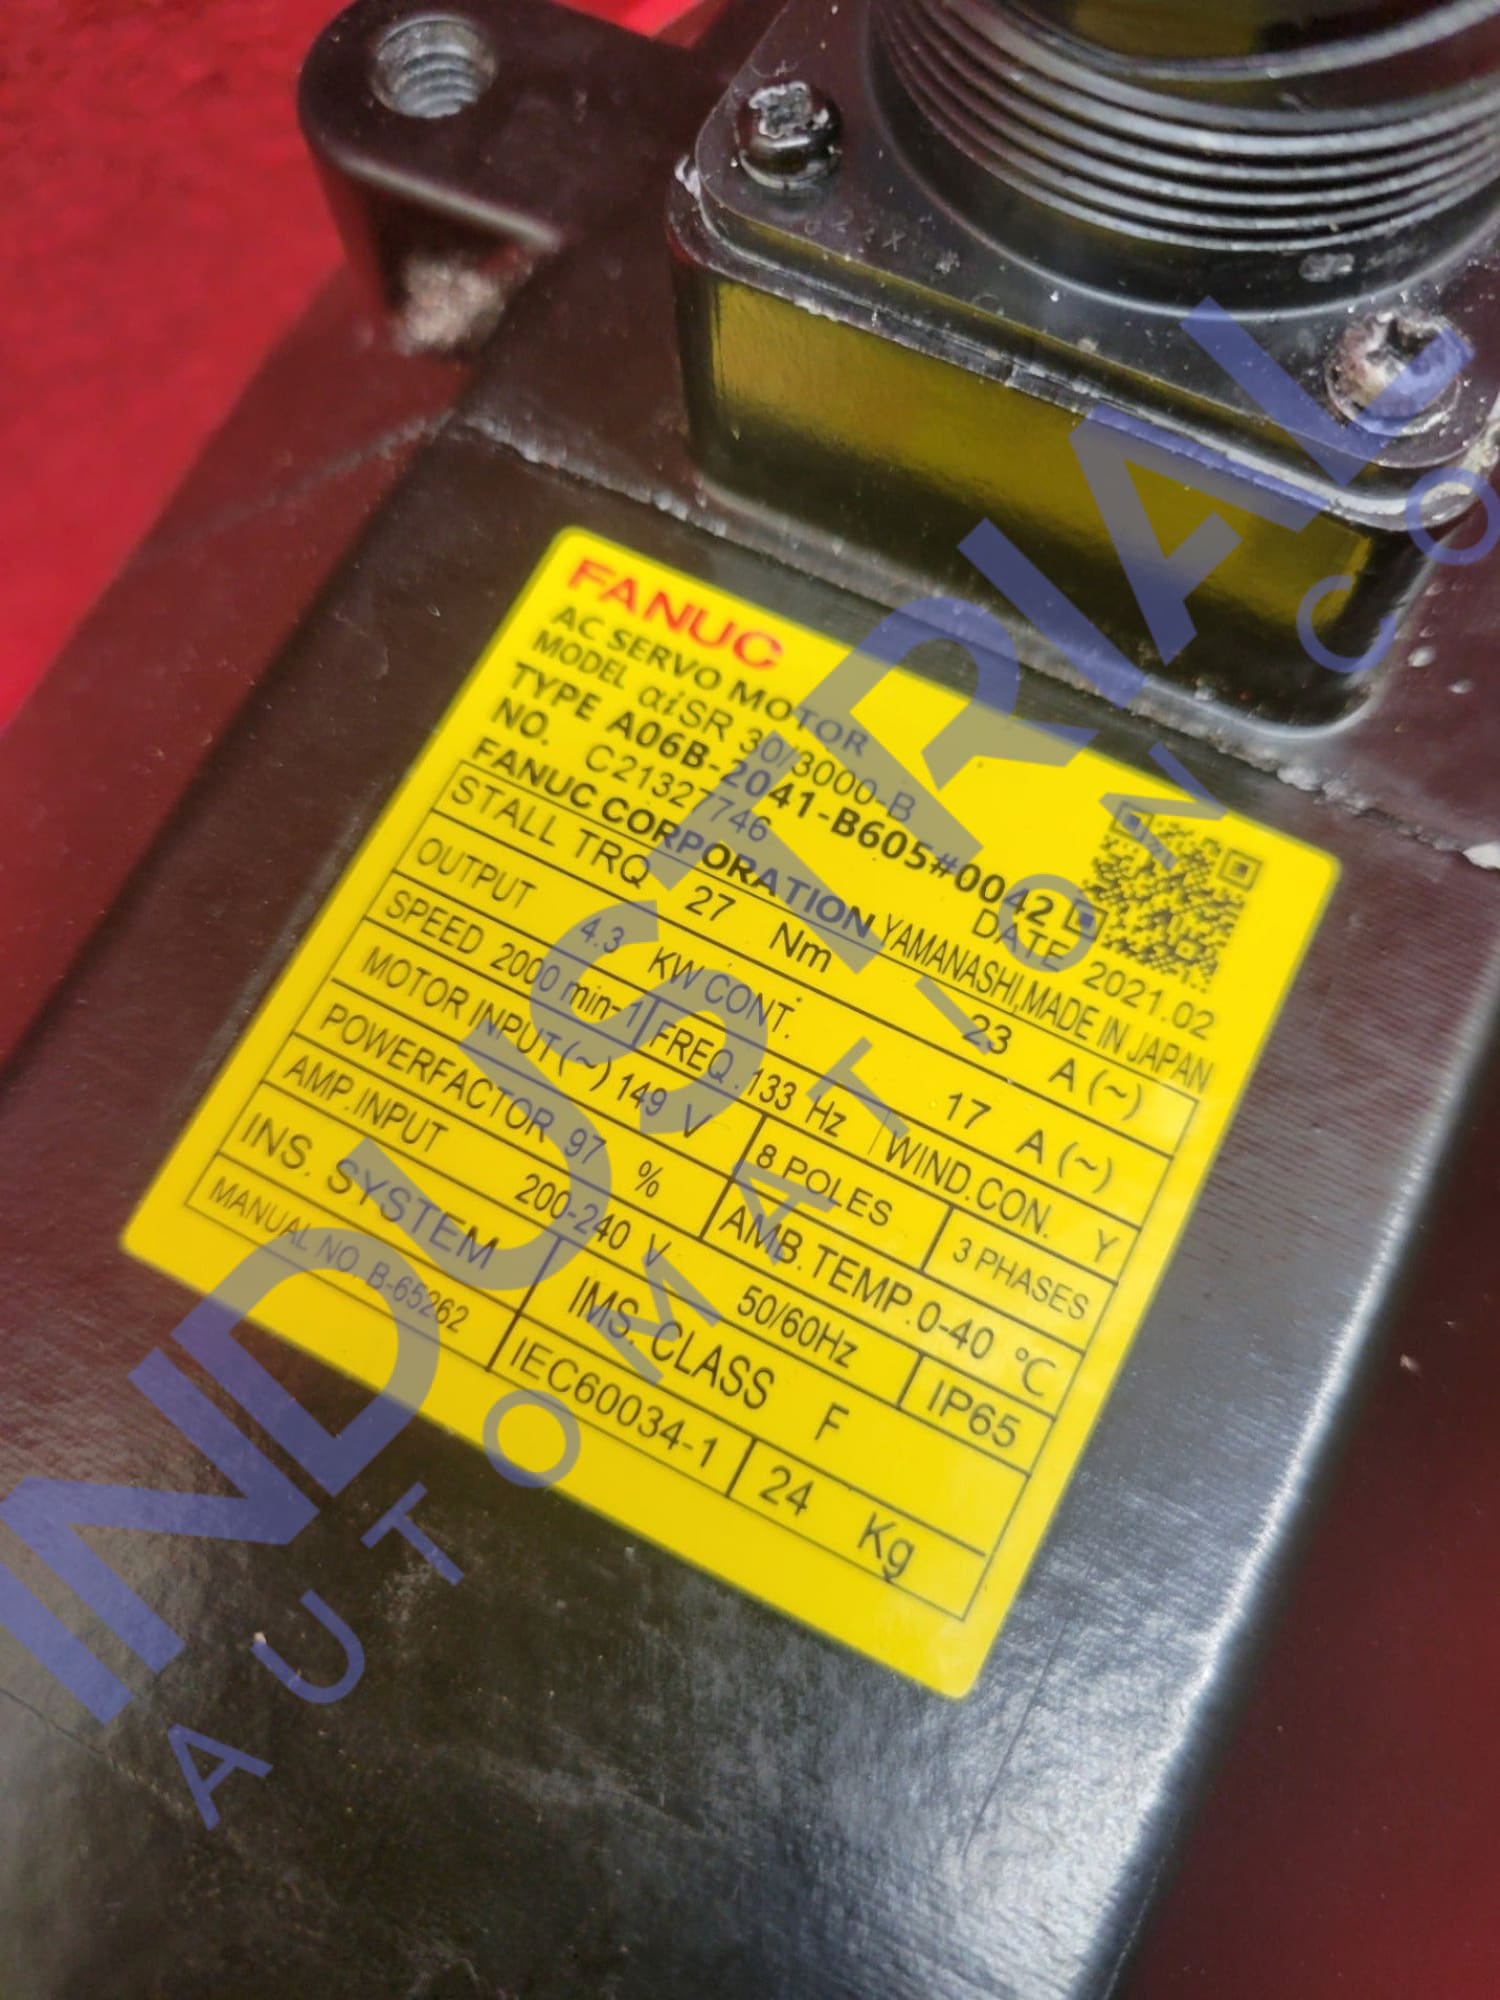 FANUC
AC SERVO MOTOR
MODEL αiSR 30/3000-B
TYPE A06B-2041-B605#0042
NO. C21327746 DATE 2021.02
FANUC CORPORATION YAMANASHI,MADE IN JAPAN
STALL TRQ 27 Nm 23 A (~)
OUTPUT 4.3 KW CONT. 17 A (~)
SPEED 2000 min-1 FREQ. 133 Hz WIND.CON. Y
MOTOR INPUT (~) 149 V 8 POLES 3 PHASES
POWERFACTOR 97 % AMB.TEMP.0-40 ℃
AMP.INPUT 200-240 V 50/60Hz IP65
INS. SYSTEM IMS. CLASS F
MANUAL NO. B-65262 IEC60034-1 24 Kg
INDUSTRIAL
AUTOMATION CO